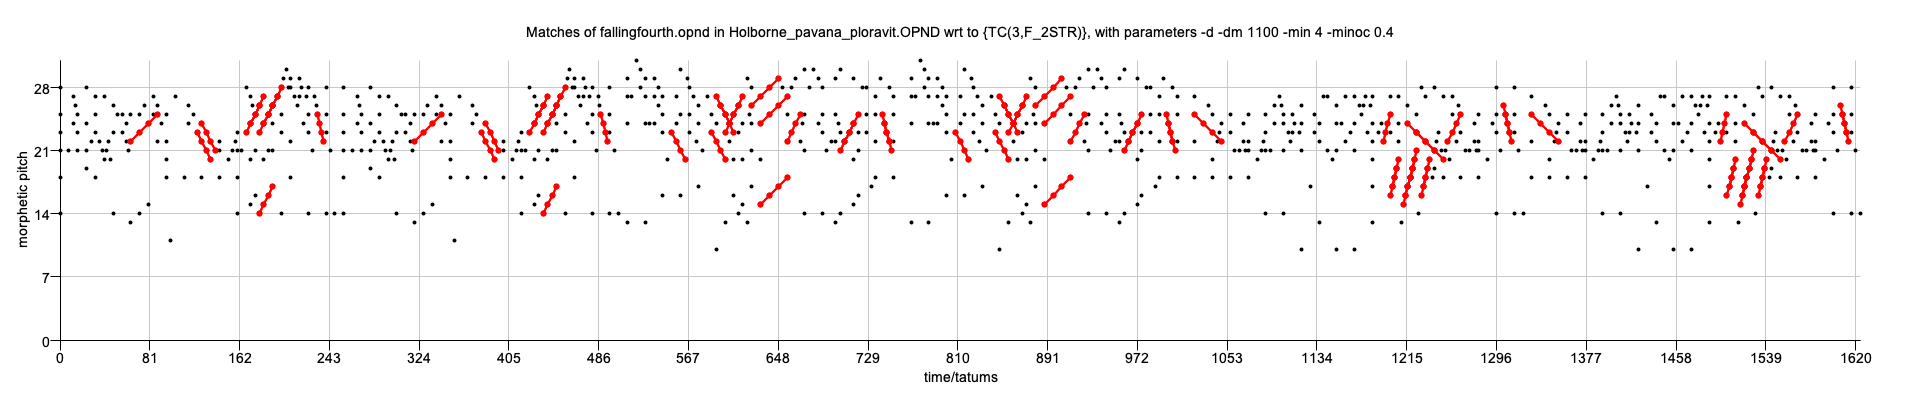 Matches of fallingfourth.opnd in Holborne_pavana_ploravit.OPND wrt to {TC(3,F_2STR)}, with parameters -d -dm 1100 -min 4 -minoc 0.4
morphetic pitch
28
21
14
7
0
0 81 162 243 324 405 486 567 648 729 810 891 972 1053 1134 1215 1296 1377 1458 1539 1620
time/tatums